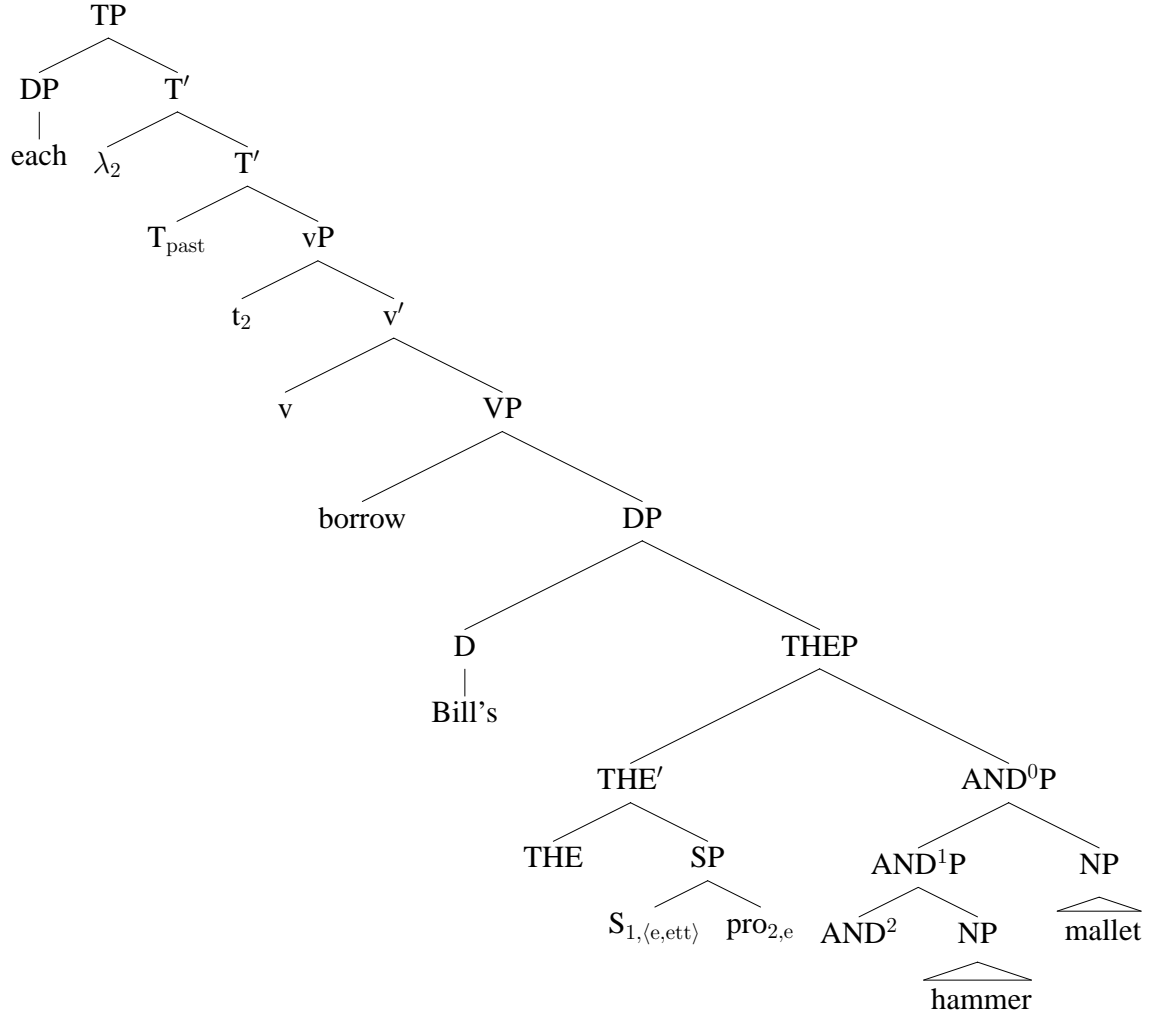 TP
DP T′
each λ₂ T′
T_past vP
t₂ v′
v VP
borrow DP
D THEP
Bill's
THE′ AND⁰P
THE SP AND¹P NP
S₁,⟨e,ett⟩ pro₂,e AND² NP mallet
hammer